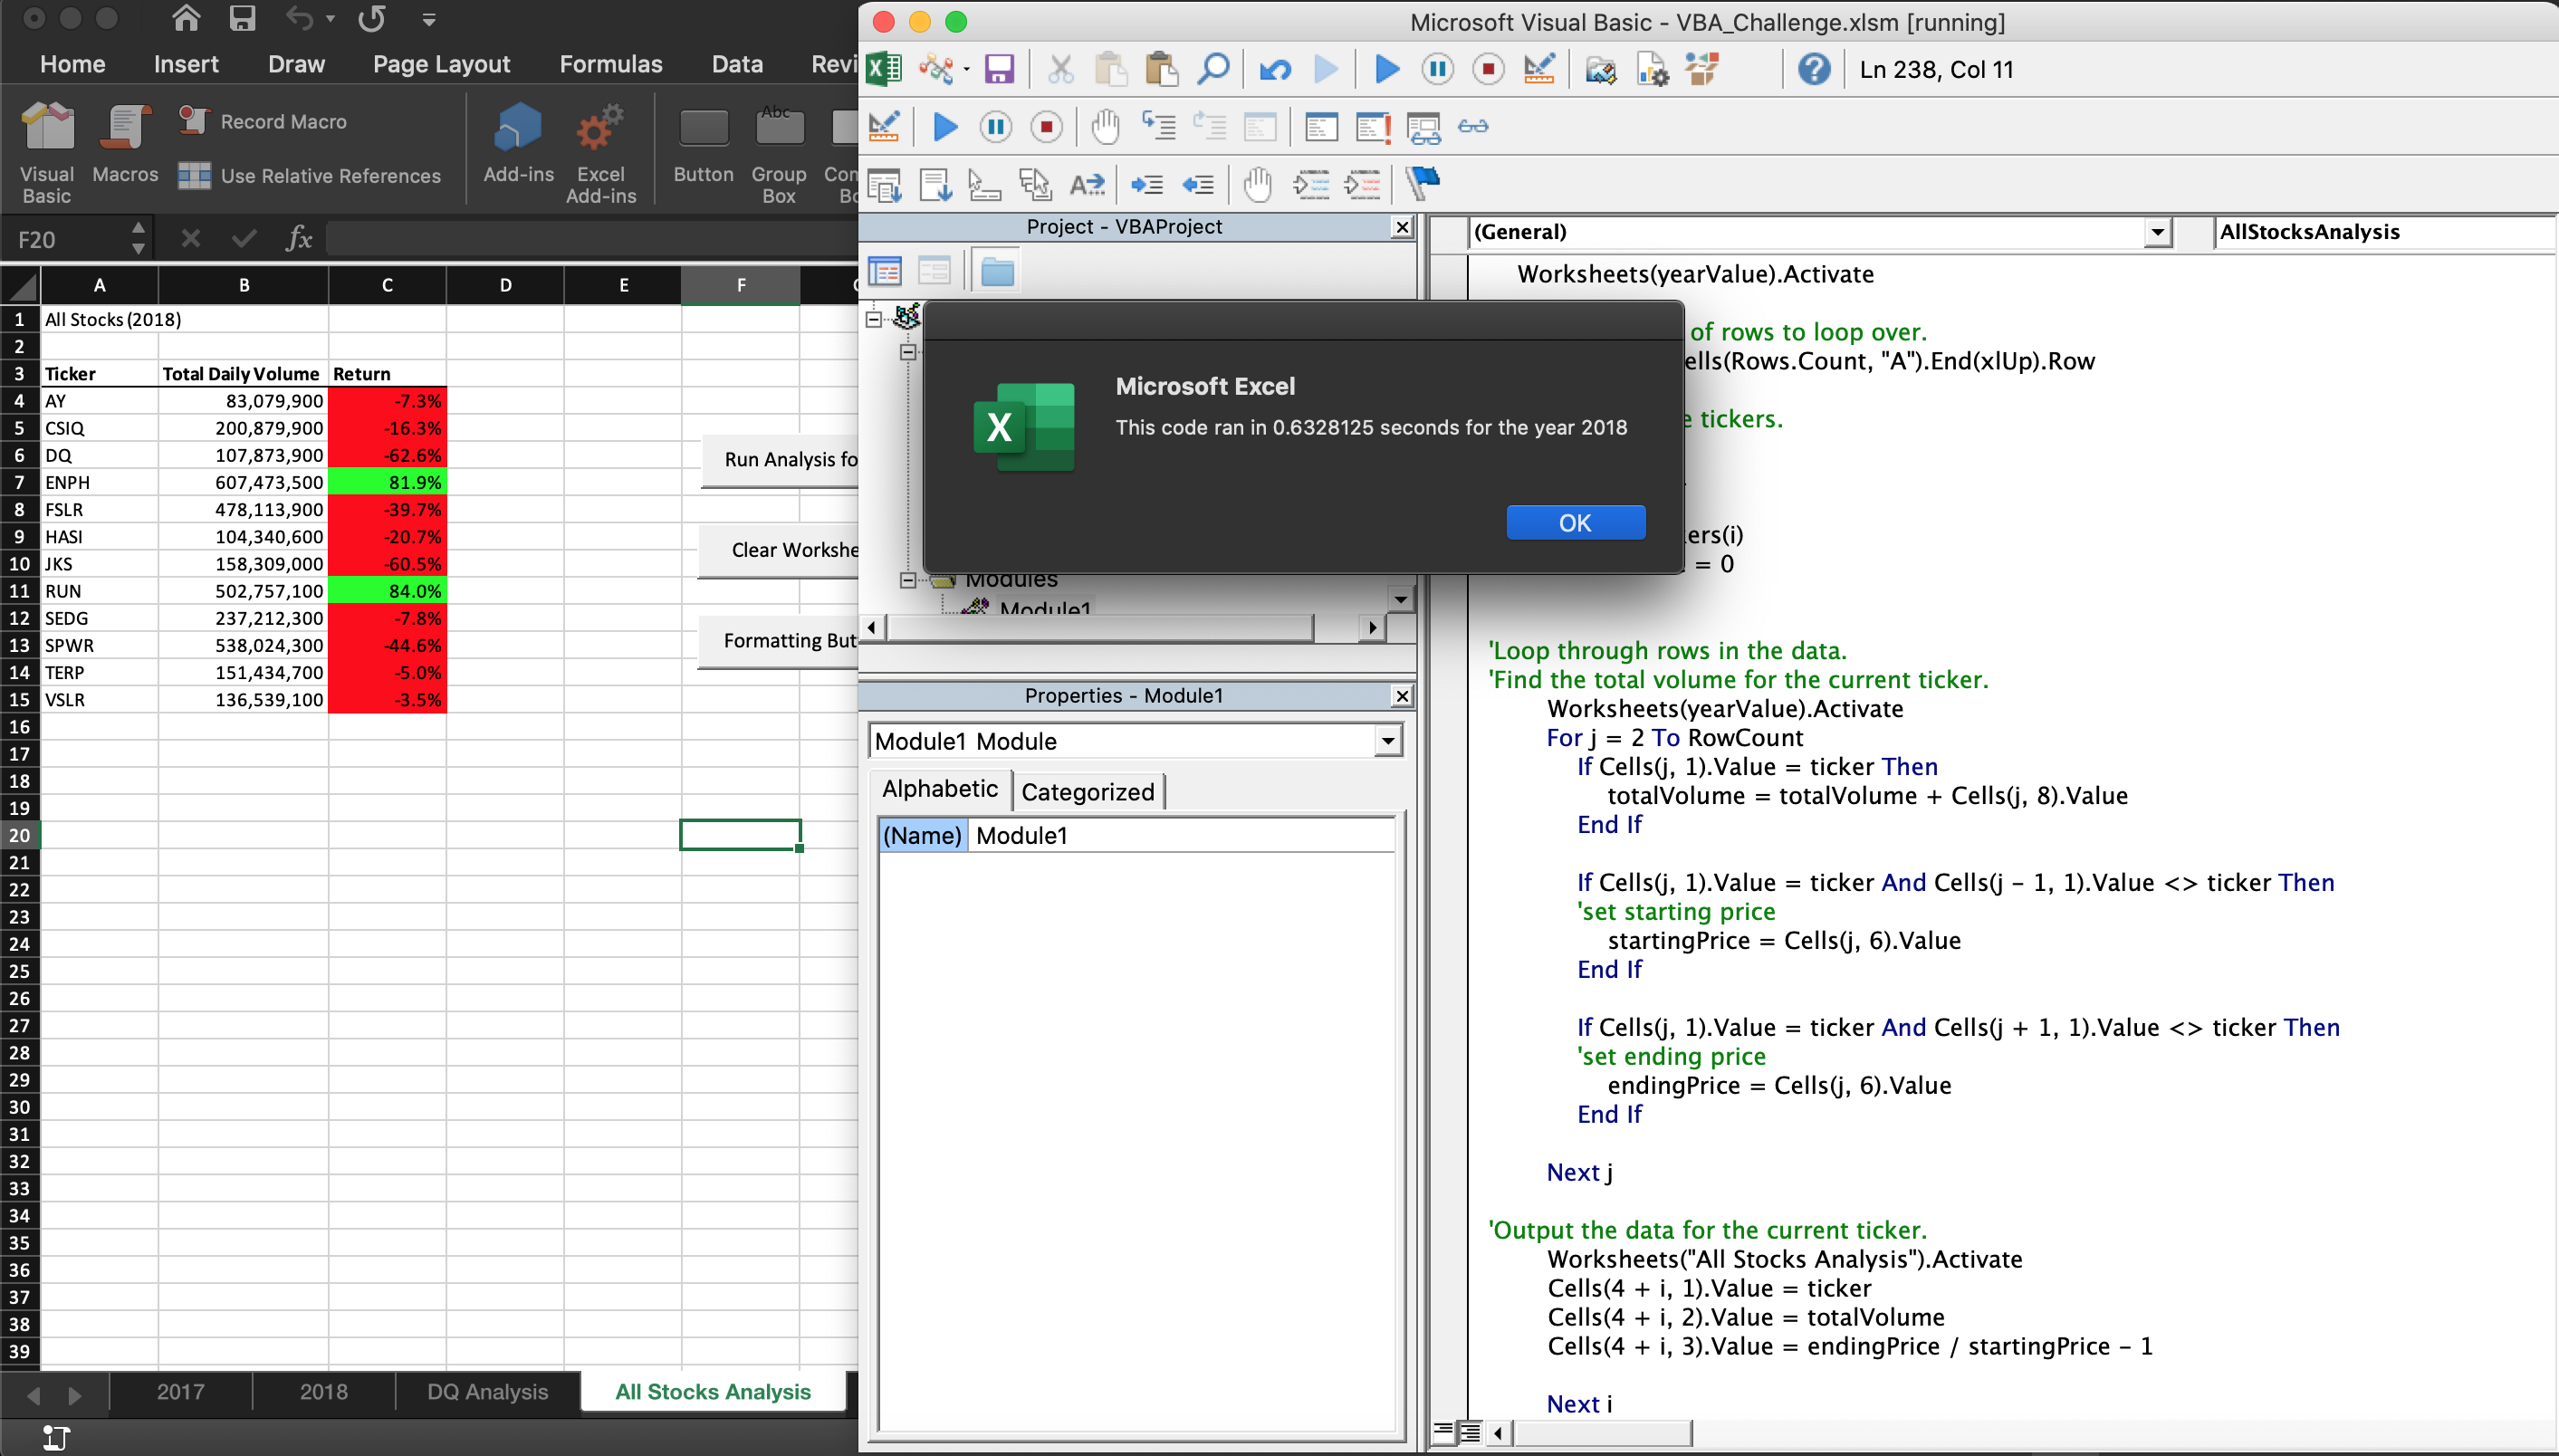 Home Insert Draw Page Layout Formulas Data Revi
Visual Basic
Macros
Record Macro
Use Relative References
Add-ins
Excel Add-ins
Button
Abc
Group Box
F20
fx
A B C D E F
1 All Stocks (2018)
2
3 Ticker Total Daily Volume Return
4 AY 83,079,900 -7.3%
5 CSIQ 200,879,900 -16.3%
6 DQ 107,873,900 -62.6%
7 ENPH 607,473,500 81.9%
8 FSLR 478,113,900 -39.7%
9 HASI 104,340,600 -20.7%
10 JKS 158,309,000 -60.5%
11 RUN 502,757,100 84.0%
12 SEDG 237,212,300 -7.8%
13 SPWR 538,024,300 -44.6%
14 TERP 151,434,700 -5.0%
15 VSLR 136,539,100 -3.5%
16
17
18
19
20
21
22
23
24
25
26
27
28
29
30
31
32
33
34
35
36
37
38
39
Run Analysis fo
Clear Workshe
Formatting But
2017 2018 DQ Analysis All Stocks Analysis
Microsoft Visual Basic - VBA_Challenge.xlsm [running]
Ln 238, Col 11
Project - VBAProject
Modules
Module1
Microsoft Excel
This code ran in 0.6328125 seconds for the year 2018
OK
Properties - Module1
Module1 Module
Alphabetic Categorized
(Name) Module1
(General) AllStocksAnalysis
Worksheets(yearValue).Activate
of rows to loop over.
ells(Rows.Count, "A").End(xlUp).Row
e tickers.
ers(i)
= 0
'Loop through rows in the data.
'Find the total volume for the current ticker.
Worksheets(yearValue).Activate
For j = 2 To RowCount
If Cells(j, 1).Value = ticker Then
totalVolume = totalVolume + Cells(j, 8).Value
End If
If Cells(j, 1).Value = ticker And Cells(j - 1, 1).Value <> ticker Then
'set starting price
startingPrice = Cells(j, 6).Value
End If
If Cells(j, 1).Value = ticker And Cells(j + 1, 1).Value <> ticker Then
'set ending price
endingPrice = Cells(j, 6).Value
End If
Next j
'Output the data for the current ticker.
Worksheets("All Stocks Analysis").Activate
Cells(4 + i, 1).Value = ticker
Cells(4 + i, 2).Value = totalVolume
Cells(4 + i, 3).Value = endingPrice / startingPrice - 1
Next i